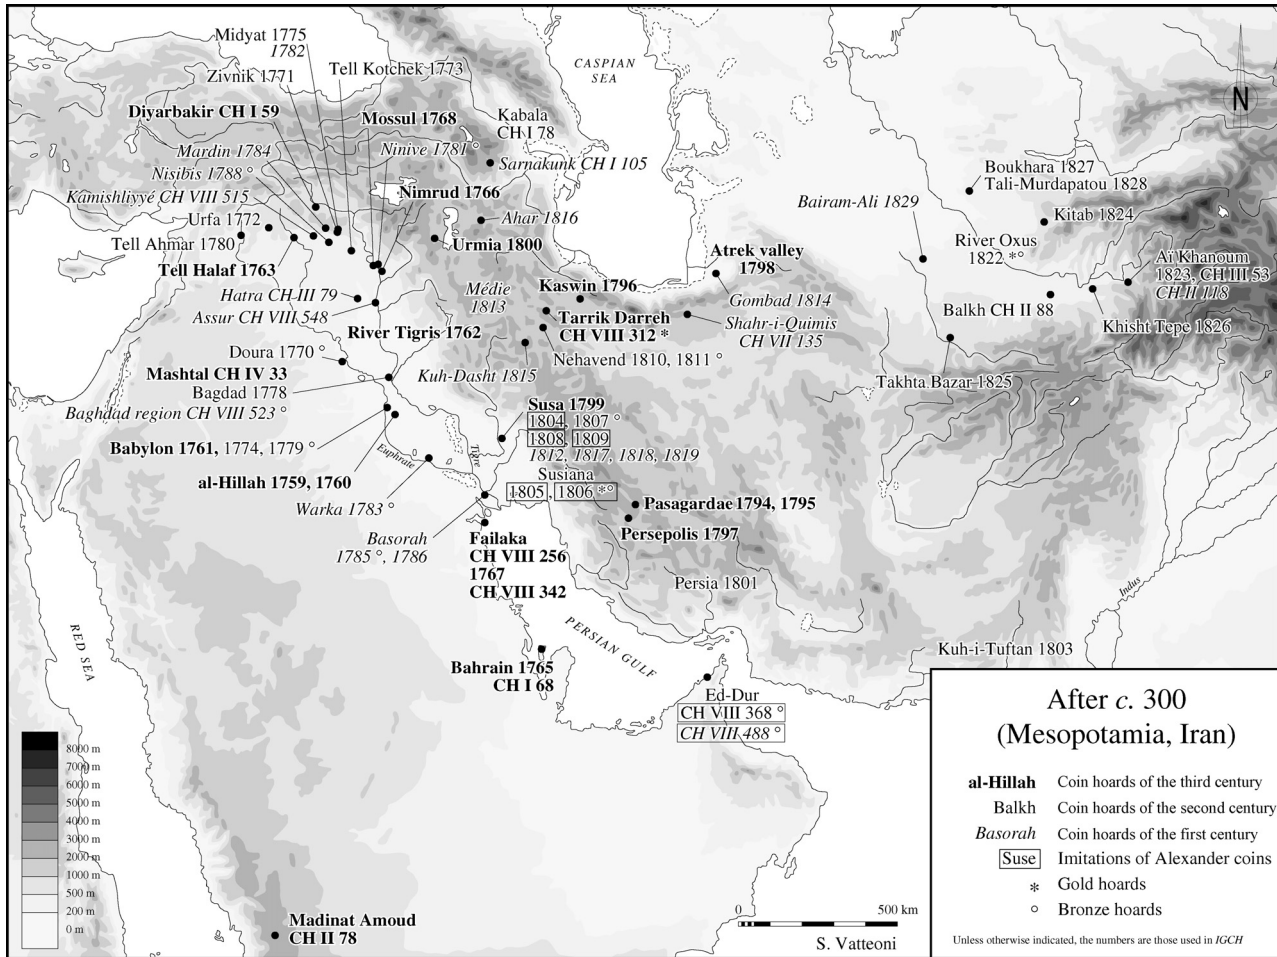 Midyat 1775
1782
Zivnik 1771
Tell Kotchek 1773
Diyarbakir CH I 59
Mossul 1768
Mardin 1784
Ninive 1781 °
Nisibis 1788 °
Kâmishliyyé CH VIII 515
Nimrud 1766
Urfa 1772
Tell Ahmar 1780
Tell Halaf 1763
Hatra CH III 79
Assur CH VIII 548
River Tigris 1762
Doura 1770 °
Mashtal CH IV 33
Bagdad 1778
Baghdad region CH VIII 523 °
Babylon 1761, 1774, 1779 °
al-Hillah 1759, 1760
Warka 1783 °
Basorah
1785 °, 1786
Euphrate
Tigre
CASPIAN
SEA
Kabala
CH I 78
Sarnakunk CH I 105
Ahar 1816
Urmia 1800
Médie
1813
Kaswin 1796
Tarrik Darreh
CH VIII 312 *
Nehavend 1810, 1811 °
Kuh-Dasht 1815
Atrek valley
1798
Gombad 1814
Shahr-i-Quimis
CH VII 135
Susa 1799
1804, 1807 °
1808, 1809
1812, 1817, 1818, 1819
Susiana
1805, 1806 *°
Pasagardae 1794, 1795
Persepolis 1797
Persia 1801
Failaka
CH VIII 256
1767
CH VIII 342
PERSIAN GULF
Bahrain 1765
CH I 68
Ed-Dur
CH VIII 368 °
CH VIII 488 °
Boukhara 1827
Tali-Murdapatou 1828
Bairam-Ali 1829
Kitab 1824
River Oxus
1822 *°
Aï Khanoum
1823, CH III 53
CH II 118
Balkh CH II 88
Khisht Tepe 1826
Takhta Bazar 1825
Indus
Kuh-i-Tuftan 1803
RED SEA
Madinat Amoud
CH II 78
N
8000 m
7000 m
6000 m
5000 m
4000 m
3000 m
2000 m
1000 m
500 m
200 m
0 m
0 500 km
S. Vatteoni
After c. 300
(Mesopotamia, Iran)
al-Hillah Coin hoards of the third century
Balkh Coin hoards of the second century
Basorah Coin hoards of the first century
Suse Imitations of Alexander coins
* Gold hoards
° Bronze hoards
Unless otherwise indicated, the numbers are those used in IGCH